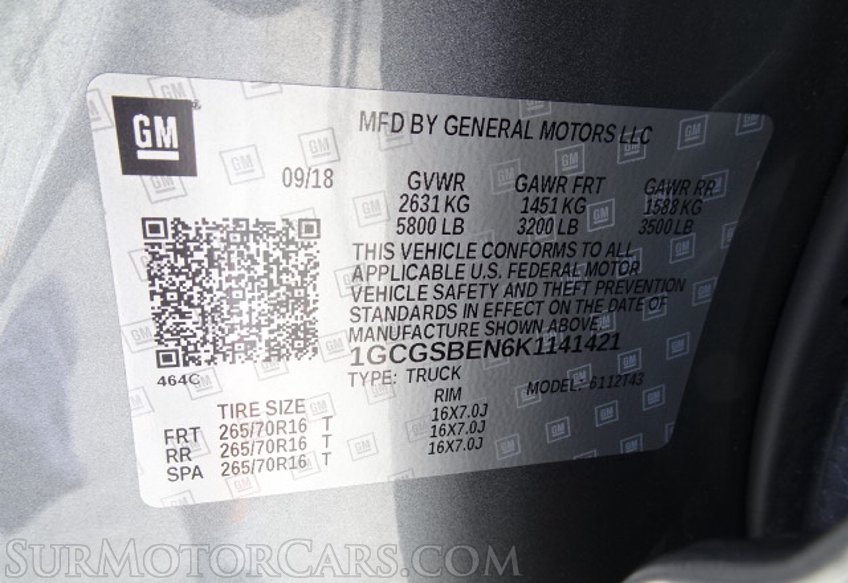 GM
MFD BY GENERAL MOTORS LLC
09/18
GVWR GAWR FRT GAWR RR
2631 KG 1451 KG 1588 KG
5800 LB 3200 LB 3500 LB
THIS VEHICLE CONFORMS TO ALL
APPLICABLE U.S. FEDERAL MOTOR
VEHICLE SAFETY AND THEFT PREVENTION
STANDARDS IN EFFECT ON THE DATE OF
MANUFACTURE SHOWN ABOVE.
1GCGSBEN6K1141421
464C
TYPE: TRUCK MODEL: 6112T43
TIRE SIZE RIM
FRT 265/70R16 T 16X7.0J
RR 265/70R16 T 16X7.0J
SPA 265/70R16 T 16X7.0J
SURMOTORCARS.COM